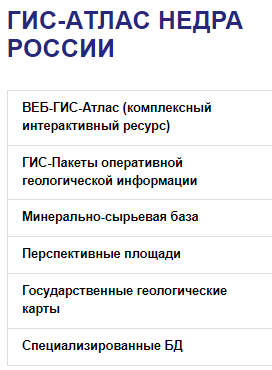 ГИС-АТЛАС НЕДРА
РОССИИ
ВЕБ-ГИС-Атлас (комплексный
интерактивный ресурс)
ГИС-Пакеты оперативной
геологической информации
Минерально-сырьевая база
Перспективные площади
Государственные геологические
карты
Специализированные БД